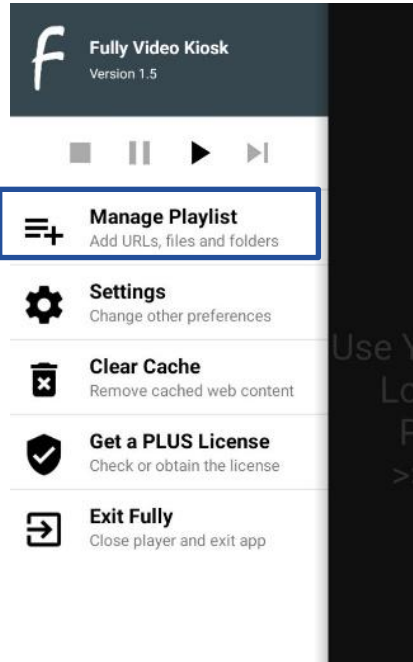 Fully Video Kiosk
Version 1.5
Manage Playlist
Add URLs, files and folders
Settings
Change other preferences
Clear Cache
Remove cached web content
Get a PLUS License
Check or obtain the license
Exit Fully
Close player and exit app
Use